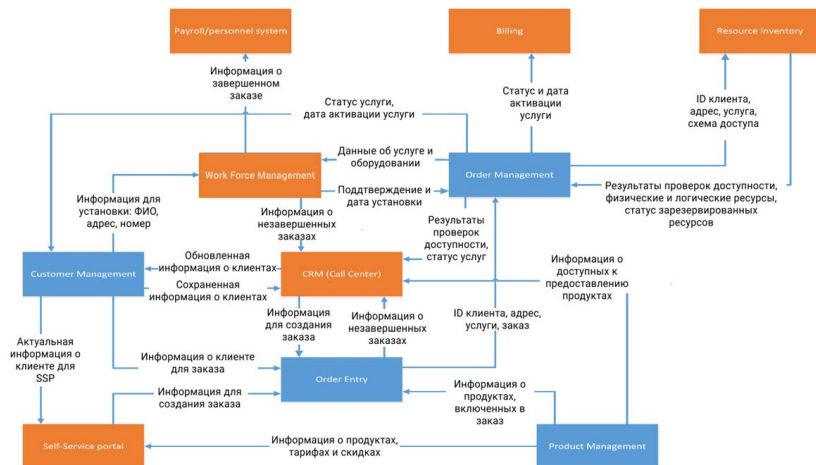 Payroll/personnel system
Billing
Resource Inventory
Информация о
завершенном
заказе
Статус услуги,
дата активации услуги
Статус и дата
активации
услуги
ID клиента,
адрес, услуга,
схема доступа
Work Force Management
Данные об услуге и
оборудовании
Поддтверждение и
дата установки
Order Management
Результаты проверок доступности,
физические и логические ресурсы,
статус зарезервированных
ресурсов
Информация для
установки: ФИО,
адрес, номер
Информация о
незавершенных
заказах
Результаты
проверок
доступности,
статус услуг
Customer Management
Обновленная
информация о клиентах
Сохраненная
информация о клиентах
CRM (Call Center)
Информация о
доступных к
предоставлению
продуктах
Актуальная
информация о
клиенте для
SSP
Информация
для создания
заказа
Информация о
незавершенных
заказах
ID клиента, адрес,
услуги, заказ
Информация о клиенте
для заказа
Order Entry
Информация для
создания заказа
Информация о
продуктах,
включенных в
заказ
Self-Service portal
Информация о продуктах,
тарифах и скидках
Product Management